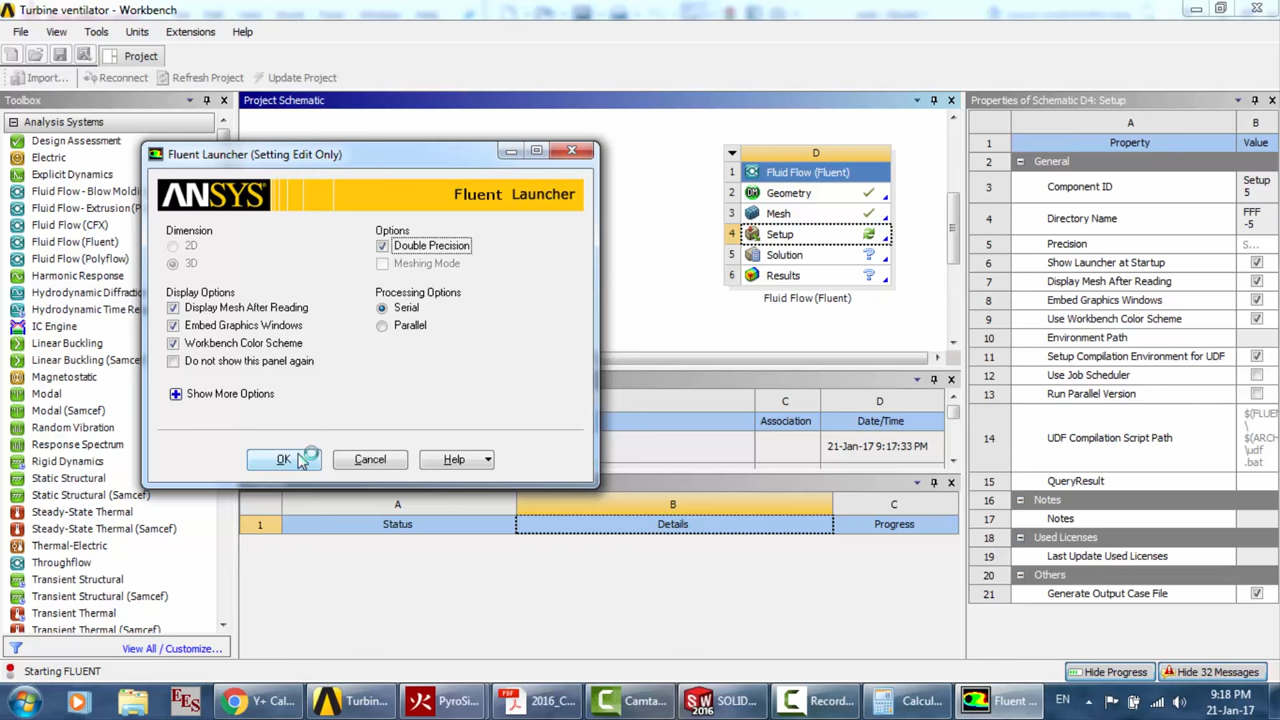 Turbine ventilator - Workbench
File View Tools Units Extensions Help
Project
Import... Reconnect Refresh Project Update Project
Toolbox
Analysis Systems
Design Assessment
Electric
Explicit Dynamics
Fluid Flow - Blow Moldi
Fluid Flow - Extrusion (P
Fluid Flow (CFX)
Fluid Flow (Fluent)
Fluid Flow (Polyflow)
Harmonic Response
Hydrodynamic Diffractio
Hydrodynamic Time Re
IC Engine
Linear Buckling
Linear Buckling (Samcef
Magnetostatic
Modal
Modal (Samcef)
Random Vibration
Response Spectrum
Rigid Dynamics
Static Structural
Static Structural (Samcef)
Steady-State Thermal
Steady-State Thermal (Samcef)
Thermal-Electric
Throughflow
Transient Structural
Transient Structural (Samcef)
Transient Thermal
Transient Thermal (Samcef)
View All / Customize...
Project Schematic
Fluent Launcher (Setting Edit Only)
ANSYS Fluent Launcher
Dimension
2D
3D
Options
Double Precision
Meshing Mode
Display Options
Display Mesh After Reading
Embed Graphics Windows
Workbench Color Scheme
Do not show this panel again
Processing Options
Serial
Parallel
Show More Options
OK Cancel Help
D
1 Fluid Flow (Fluent)
2 Geometry
3 Mesh
4 Setup
5 Solution
6 Results
Fluid Flow (Fluent)
C D
Association Date/Time
21-Jan-17 9:17:33 PM
A B C
1 Status Details Progress
Properties of Schematic D4: Setup
A B
1 Property Value
2 General
3 Component ID Setup 5
4 Directory Name FFF -5
5 Precision S...
6 Show Launcher at Startup
7 Display Mesh After Reading
8 Embed Graphics Windows
9 Use Workbench Color Scheme
10 Environment Path
11 Setup Compilation Environment for UDF
12 Use Job Scheduler
13 Run Parallel Version
14 UDF Compilation Script Path $(FLUEN \ $(ARCH \udf .bat
15 QueryResult
16 Notes
17 Notes
18 Used Licenses
19 Last Update Used Licenses
20 Others
21 Generate Output Case File
Starting FLUENT
Hide Progress Hide 32 Messages
Y+ Cal... Turbin... PyroSi... 2016_C... Camta... SOLID... Record... Calcul... Fluent ... EN
9:18 PM
21-Jan-17